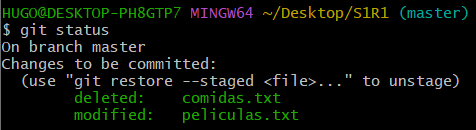 HUGO@DESKTOP-PH8GTP7 MINGW64 ~/Desktop/S1R1 (master)
$ git status
On branch master
Changes to be committed:
  (use "git restore --staged <file>..." to unstage)
        deleted:    comidas.txt
        modified:   peliculas.txt